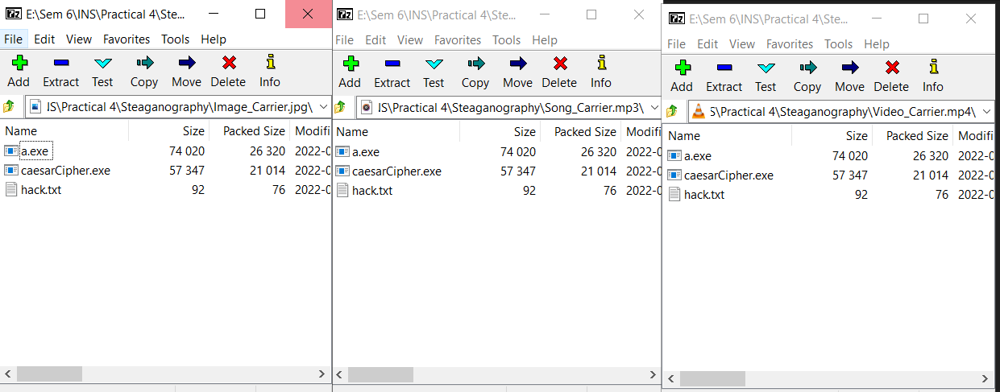 E:\Sem 6\INS\Practical 4\Ste...
File Edit View Favorites Tools Help
Add Extract Test Copy Move Delete Info
IS\Practical 4\Steaganography\Image_Carrier.jpg\
Name Size Packed Size Modifi
a.exe 74 020 26 320 2022-0
caesarCipher.exe 57 347 21 014 2022-0
hack.txt 92 76 2022-0
E:\Sem 6\INS\Practical 4\Ste...
File Edit View Favorites Tools Help
Add Extract Test Copy Move Delete Info
IS\Practical 4\Steaganography\Song_Carrier.mp3\
Name Size Packed Size Modifi
a.exe 74 020 26 320 2022-0
caesarCipher.exe 57 347 21 014 2022-0
hack.txt 92 76 2022-0
E:\Sem 6\INS\Practical 4\Ste...
File Edit View Favorites Tools Help
Add Extract Test Copy Move Delete Info
S\Practical 4\Steaganography\Video_Carrier.mp4\
Name Size Packed Size Modifi
a.exe 74 020 26 320 2022-0
caesarCipher.exe 57 347 21 014 2022-0
hack.txt 92 76 2022-0